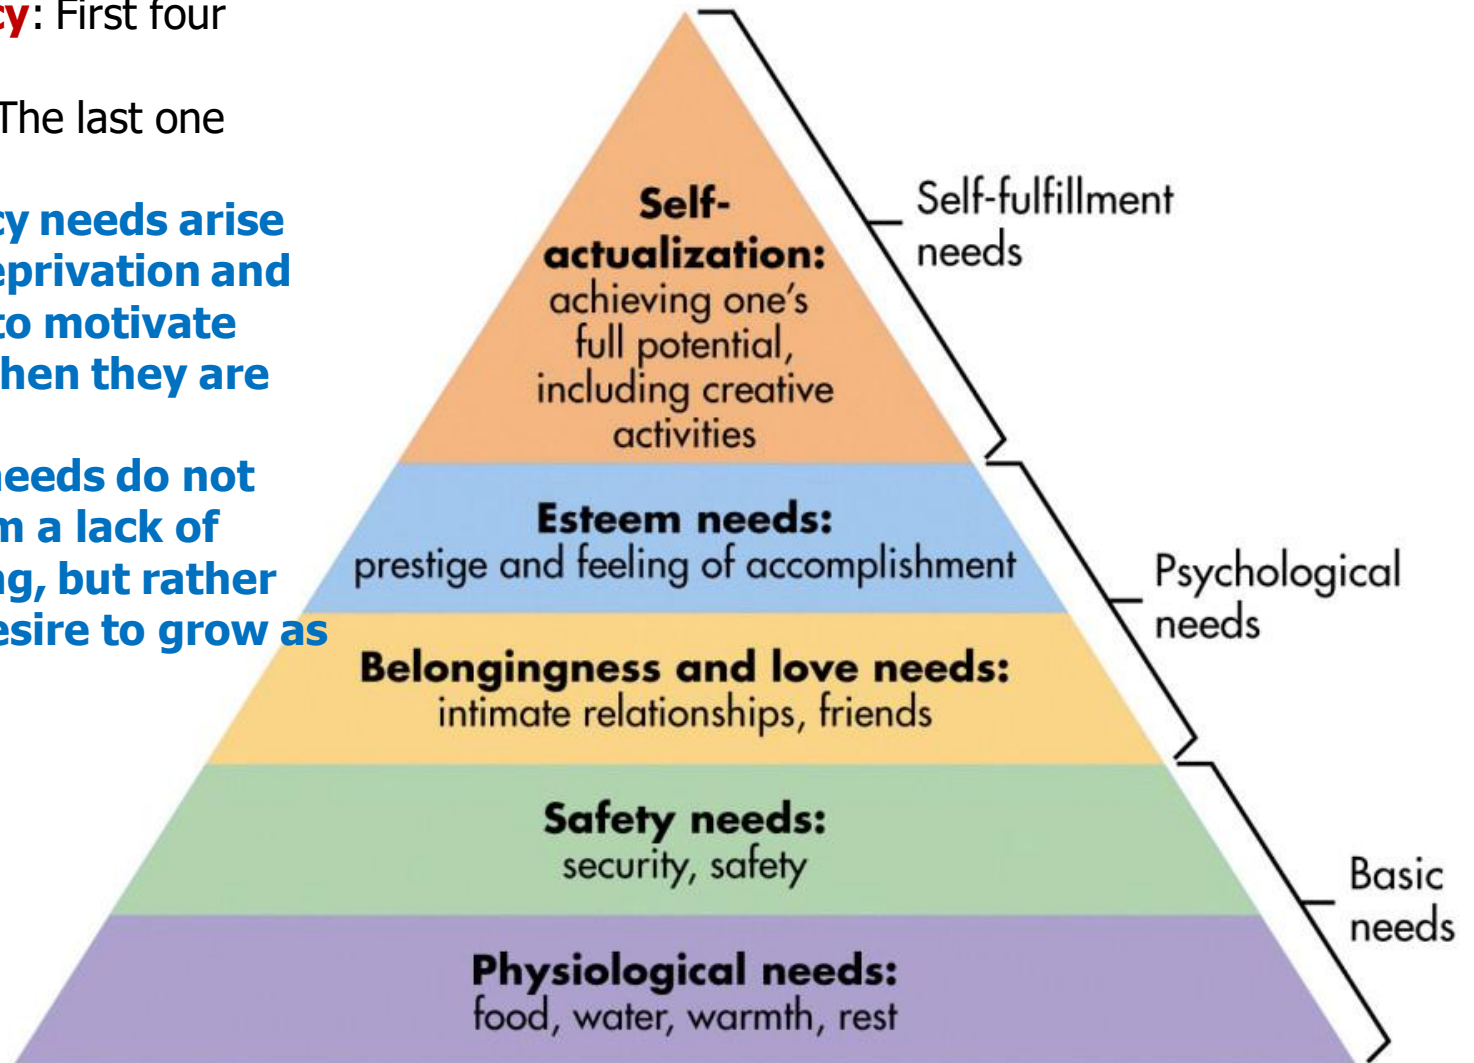 cy: First four
The last one
cy needs arise
eprivation and
to motivate
hen they are
needs do not
m a lack of
ng, but rather
esire to grow as
Self-
actualization:
achieving one's
full potential,
including creative
activities
Esteem needs:
prestige and feeling of accomplishment
Belongingness and love needs:
intimate relationships, friends
Safety needs:
security, safety
Physiological needs:
food, water, warmth, rest
Self-fulfillment
needs
Psychological
needs
Basic
needs